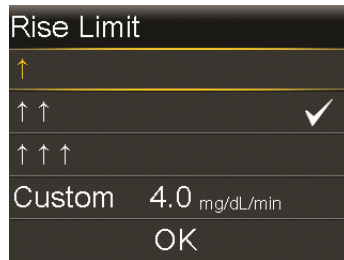 Rise Limit
↑
↑ ↑
↑ ↑ ↑
Custom 4.0 mg/dL/min
OK